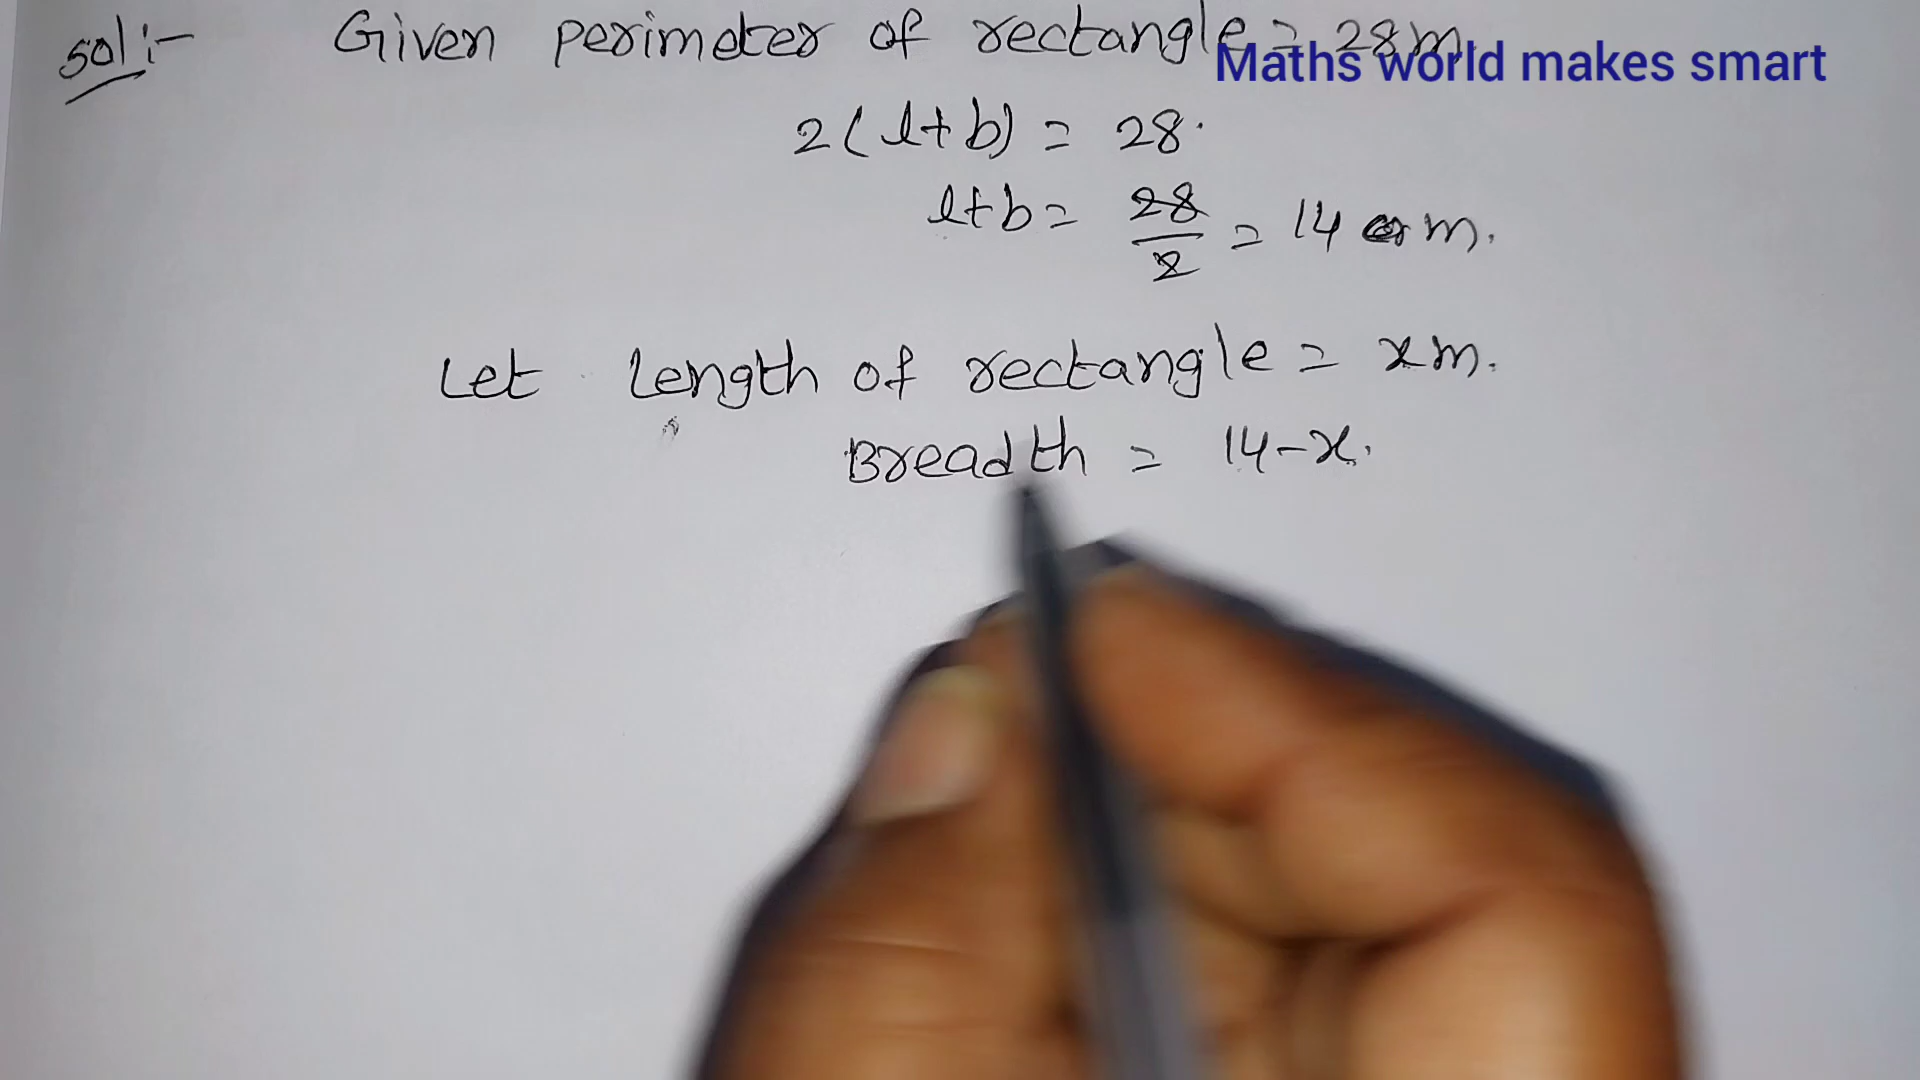 Sol:- Given perimeter of rectangle = 28m.
Maths world makes smart
2(l+b) = 28.
l+b = 28/2 = 14 m.
Let Length of rectangle = x m.
Breadth = 14-x.